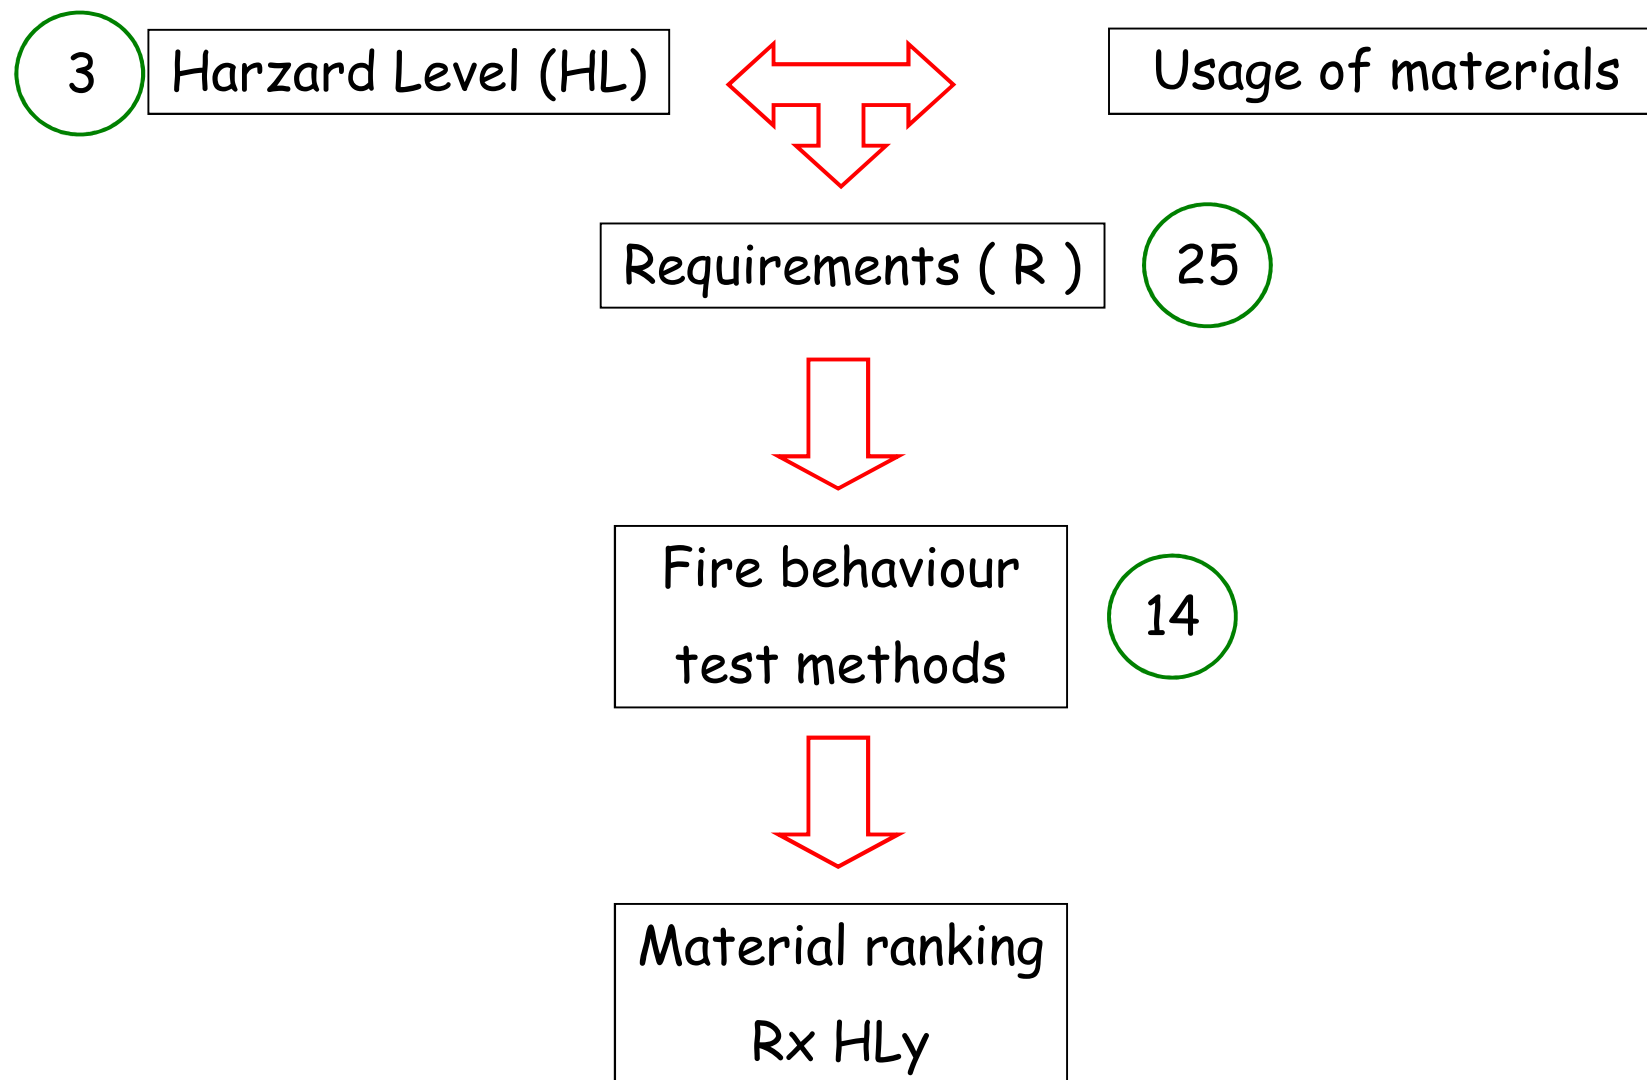 3
Harzard Level (HL)
Usage of materials
Requirements ( R )
25
Fire behaviour
test methods
14
Material ranking
Rx HLy